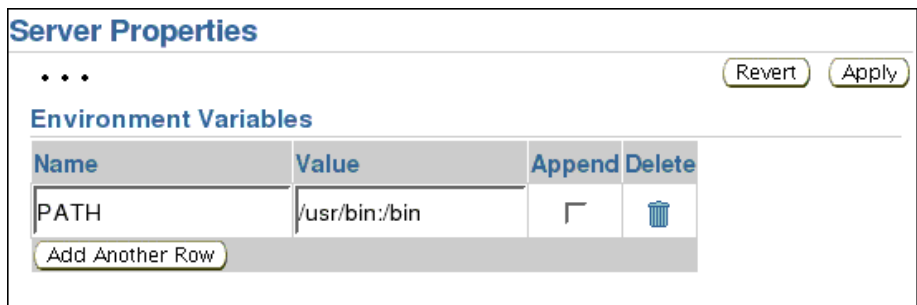 Server Properties
• • •
Revert Apply
Environment Variables
Name Value Append Delete
PATH /usr/bin:/bin
Add Another Row